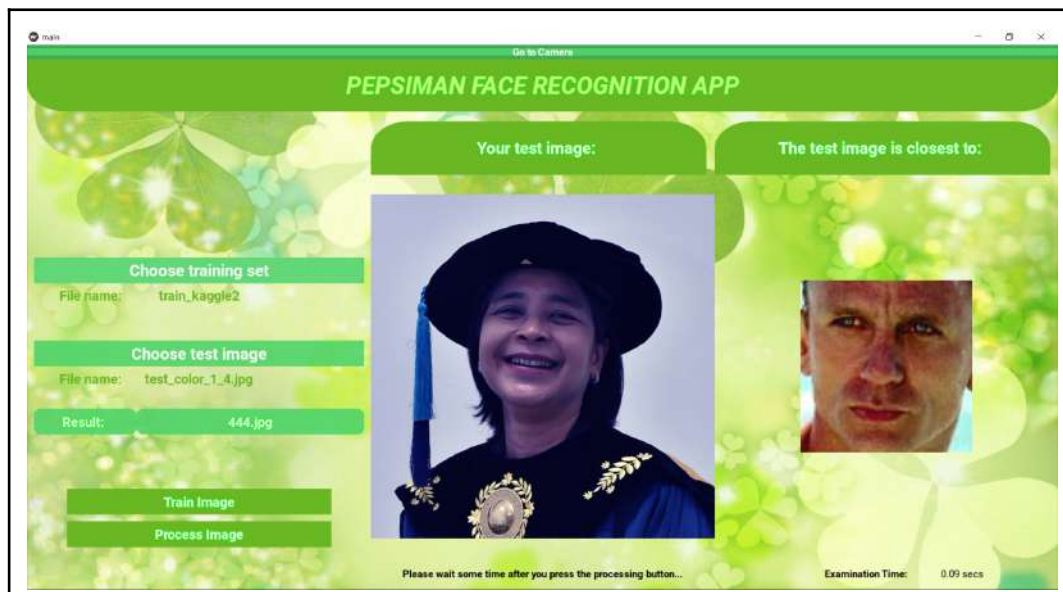 main
Go to Camera
PEPSIMAN FACE RECOGNITION APP
Your test image:
The test image is closest to:
Choose training set
File name: train_kaggle2
Choose test image
File name: test_color_1_4.jpg
Result: 444.jpg
Train Image
Process Image
Please wait some time after you press the processing button...
Examination Time: 0.09 secs